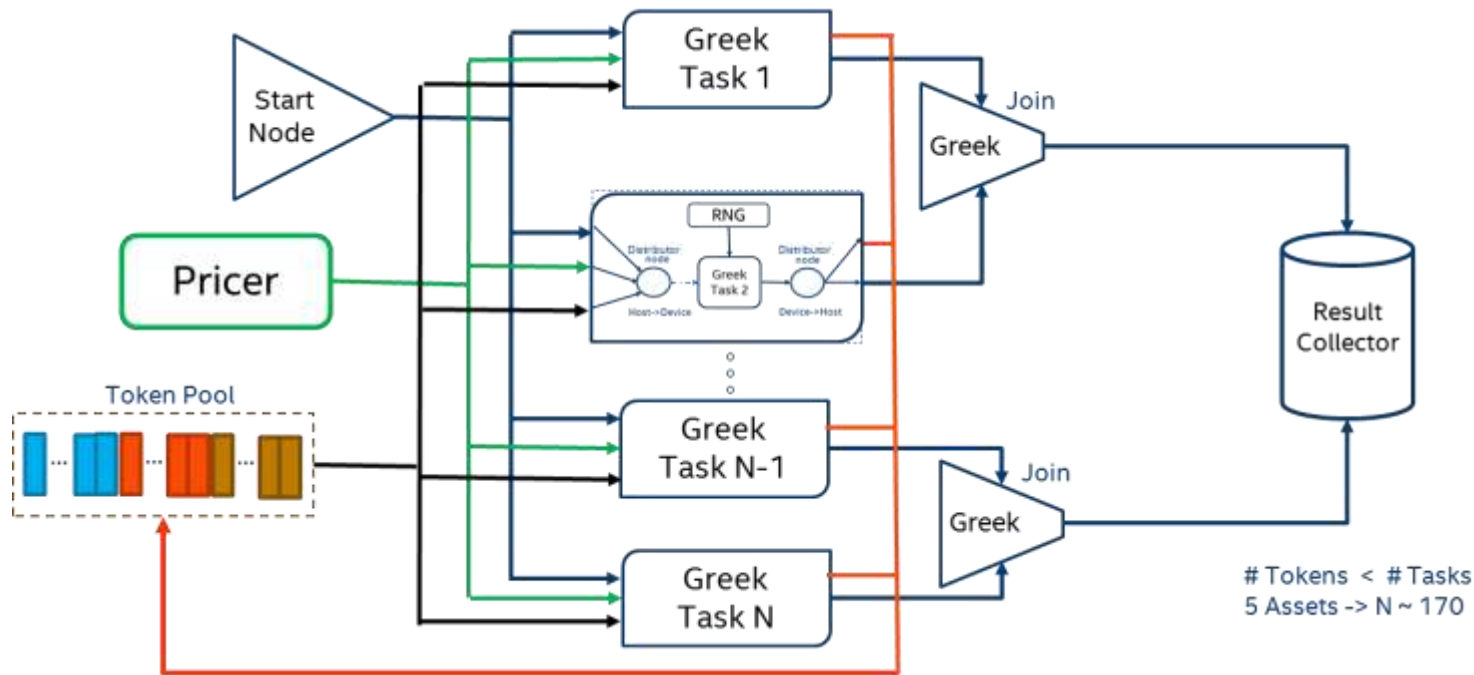 Start
Node
Pricer
Token Pool
... ... ...
Greek
Task 1
RNG
Distributor
node
Greek
Task 2
Distributor
node
Host->Device
Device->Host
Greek
Task N-1
Greek
Task N
Join
Greek
Join
Greek
Result
Collector
# Tokens < # Tasks
5 Assets -> N ~ 170